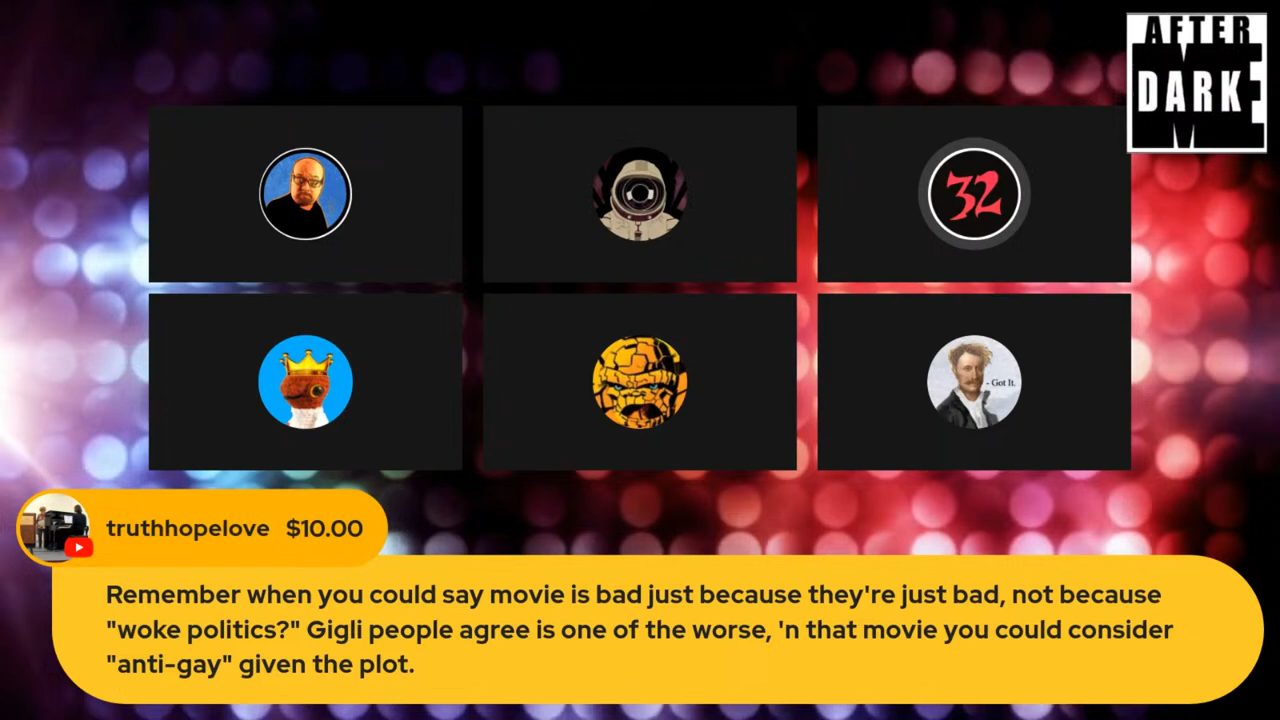 AFTER
ME
DARK
32
- Got It.
truthhopelove $10.00
Remember when you could say movie is bad just because they're just bad, not because
"woke politics?" Gigli people agree is one of the worse, 'n that movie you could consider
"anti-gay" given the plot.